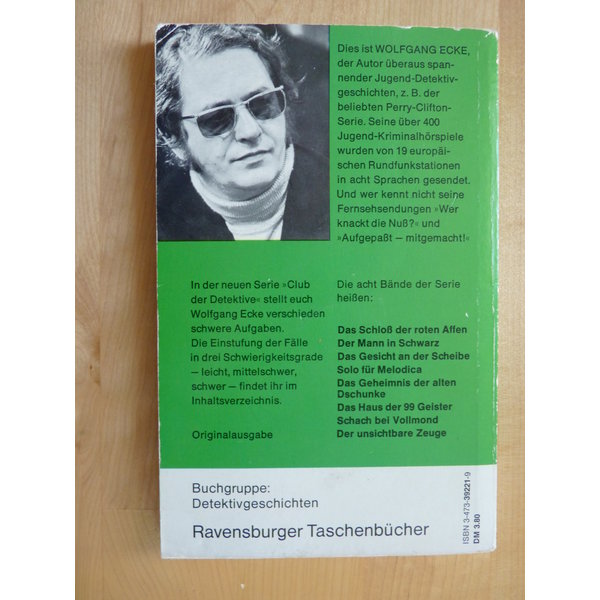 Dies ist WOLFGANG ECKE,
der Autor überaus span-
nender Jugend-Detektiv-
geschichten, z. B. der
beliebten Perry-Clifton-
Serie. Seine über 400
Jugend-Kriminalhörspiele
wurden von 19 europäi-
schen Rundfunkstationen
in acht Sprachen gesendet.
Und wer kennt nicht seine
Fernsehsendungen »Wer
knackt die Nuß?« und
»Aufgepaßt — mitgemacht!«
In der neuen Serie »Club
der Detektive« stellt euch
Wolfgang Ecke verschieden
schwere Aufgaben.
Die Einstufung der Fälle
in drei Schwierigkeitsgrade
— leicht, mittelschwer,
schwer — findet ihr im
Inhaltsverzeichnis.
Originalausgabe
Die acht Bände der Serie
heißen:
Das Schloß der roten Affen
Der Mann in Schwarz
Das Gesicht an der Scheibe
Solo für Melodica
Das Geheimnis der alten
Dschunke
Das Haus der 99 Geister
Schach bei Vollmond
Der unsichtbare Zeuge
Buchgruppe:
Detektivgeschichten
Ravensburger Taschenbücher
ISBN 3-473-39221-9
DM 3.80